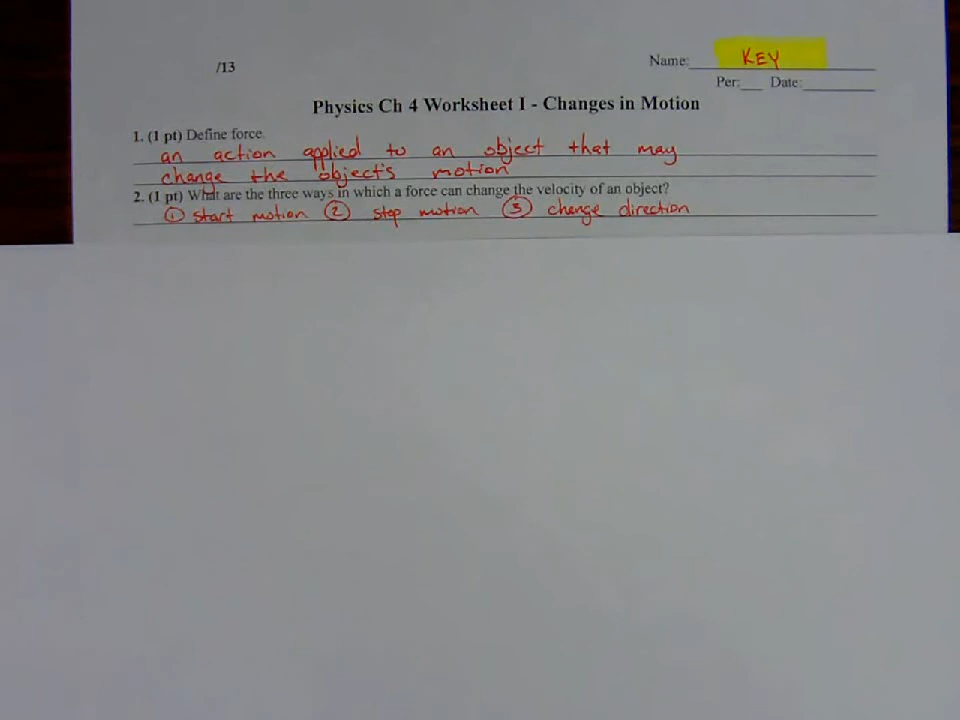 /13
Name: KEY
Per: Date:
Physics Ch 4 Worksheet I - Changes in Motion
1. (1 pt) Define force.
an action applied to an object that may
change the object's motion
2. (1 pt) What are the three ways in which a force can change the velocity of an object?
① start motion ② stop motion ③ change direction